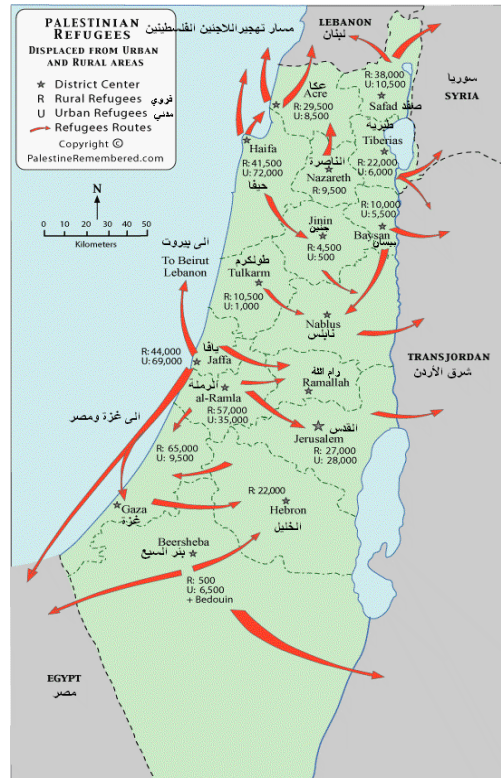 PALESTINIAN
REFUGEES
DISPLACED FROM URBAN
AND RURAL AREAS
مسار تهجير اللاجئين الفلسطينيين
District Center
R Rural Refugees قروي
U Urban Refugees مدني
Refugees Routes
Copyright ©
PalestineRemembered.com
N
0 10 20 30 40 50
Kilometers
LEBANON
لبنان
سوريا
SYRIA
R: 38,000
U: 10,500
Safad صفد
عكا
Acre
R: 29,500
U: 8,500
طبريه
Tiberias
R: 22,000
U: 6,000
Haifa
R: 41,500
U: 72,000
حيفا
الناصرة
Nazareth
R: 9,500
R: 10,000
U: 5,500
Baysan
بيسان
Jinin
جنين
R: 4,500
U: 500
الى بيروت
To Beirut
Lebanon
طولكرم
Tulkarm
R: 10,500
U: 1,000
Nablus
نابلس
R: 44,000
U: 69,000
يافا
Jaffa
TRANSJORDAN
شرق الأردن
رام الله
Ramallah
الرملة
al-Ramla
R: 57,000
U: 35,000
الى غزة ومصر
القدس
Jerusalem
R: 27,000
U: 28,000
R: 65,000
U: 9,500
Gaza
غزة
R: 22,000
Hebron
الخليل
Beersheba
بئر السبع
R: 500
U: 6,500
+ Bedouin
EGYPT
مصر